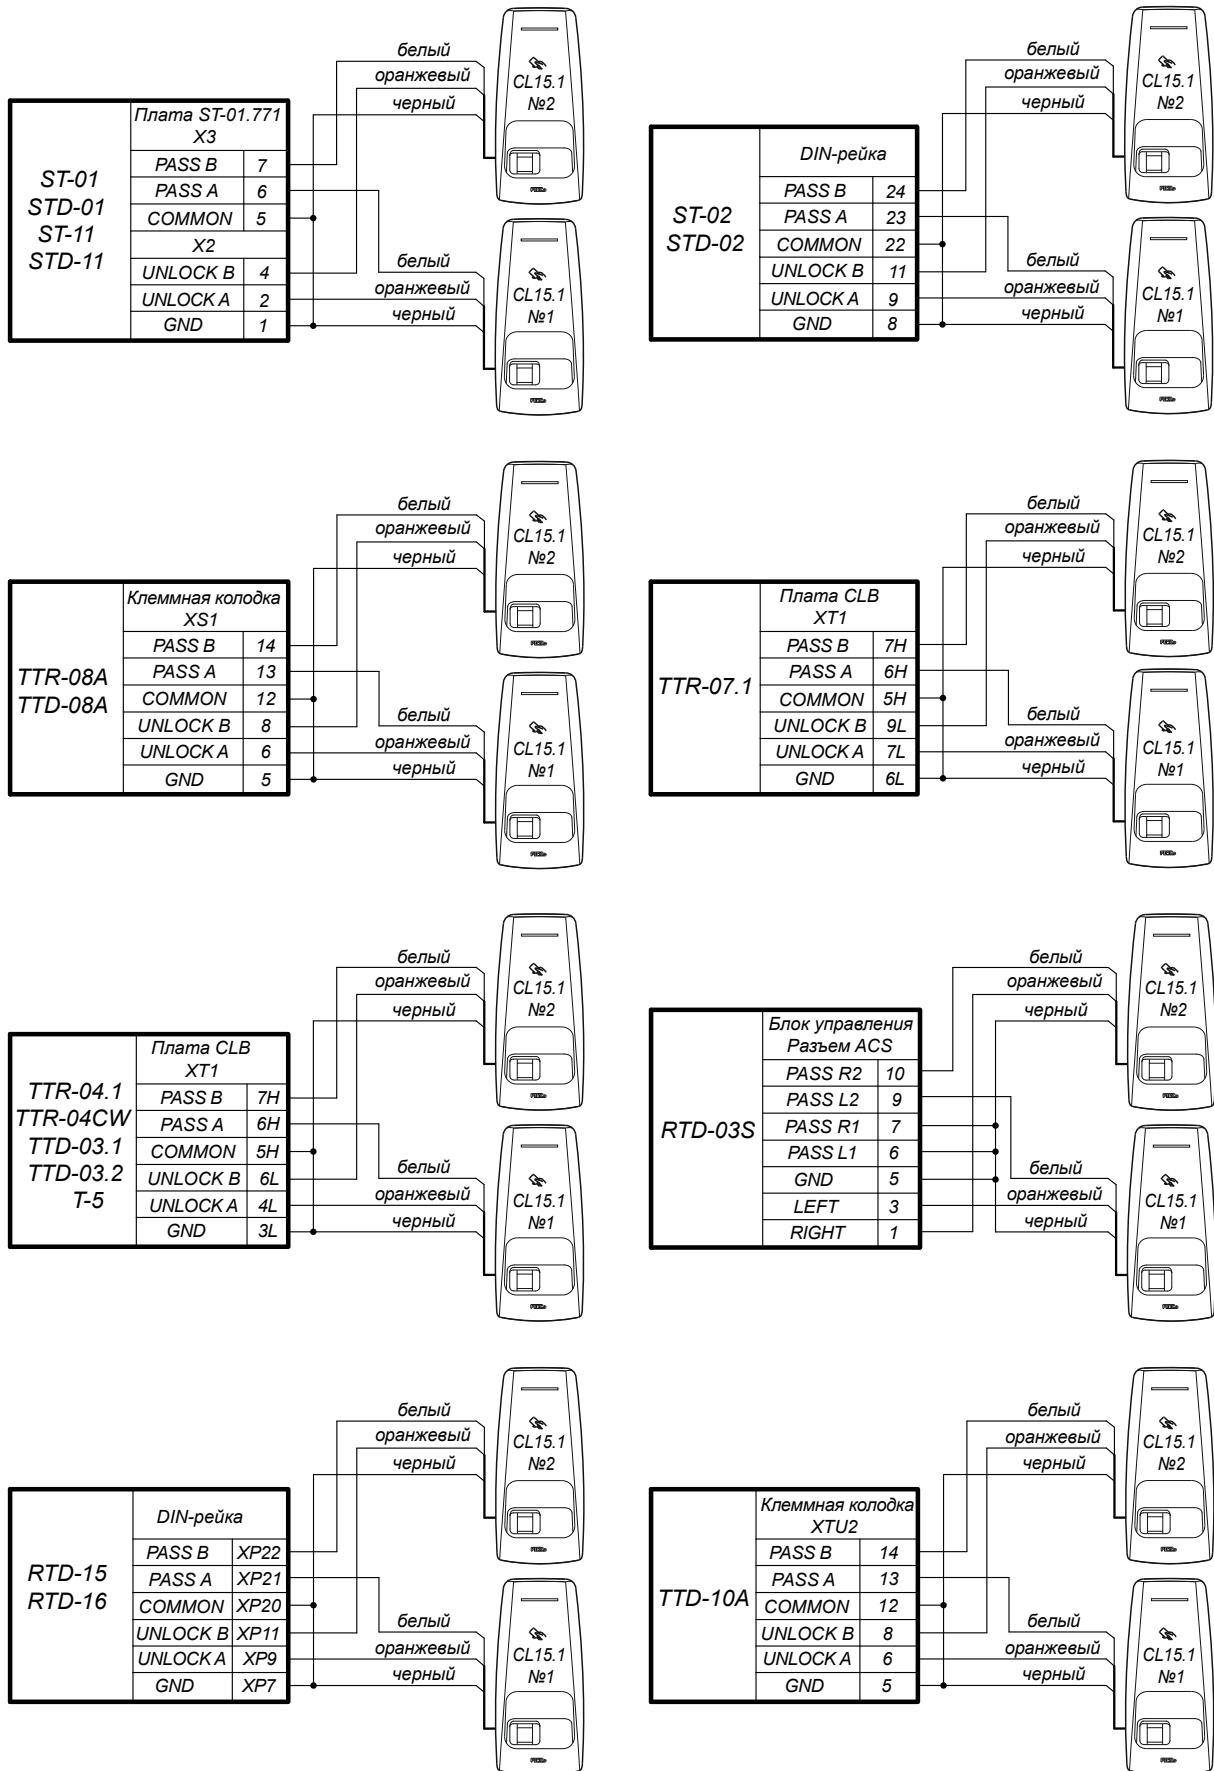 белый
оранжевый
черный
CL15.1
№2
ST-01
STD-01
ST-11
STD-11
Плата ST-01.771
X3
PASS B 7
PASS A 6
COMMON 5
X2
UNLOCK B 4
UNLOCK A 2
GND 1
белый
оранжевый
черный
CL15.1
№1
белый
оранжевый
черный
CL15.1
№2
ST-02
STD-02
DIN-рейка
PASS B 24
PASS A 23
COMMON 22
UNLOCK B 11
UNLOCK A 9
GND 8
белый
оранжевый
черный
CL15.1
№1
белый
оранжевый
черный
CL15.1
№2
TTR-08A
TTD-08A
Клеммная колодка
XS1
PASS B 14
PASS A 13
COMMON 12
UNLOCK B 8
UNLOCK A 6
GND 5
белый
оранжевый
черный
CL15.1
№1
белый
оранжевый
черный
CL15.1
№2
TTR-07.1
Плата CLB
XT1
PASS B 7H
PASS A 6H
COMMON 5H
UNLOCK B 9L
UNLOCK A 7L
GND 6L
белый
оранжевый
черный
CL15.1
№1
белый
оранжевый
черный
CL15.1
№2
TTR-04.1
TTR-04CW
TTD-03.1
TTD-03.2
T-5
Плата CLB
XT1
PASS B 7H
PASS A 6H
COMMON 5H
UNLOCK B 6L
UNLOCK A 4L
GND 3L
белый
оранжевый
черный
CL15.1
№1
белый
оранжевый
черный
CL15.1
№2
RTD-03S
Блок управления
Разъем ACS
PASS R2 10
PASS L2 9
PASS R1 7
PASS L1 6
GND 5
LEFT 3
RIGHT 1
белый
оранжевый
черный
CL15.1
№1
белый
оранжевый
черный
CL15.1
№2
RTD-15
RTD-16
DIN-рейка
PASS B XP22
PASS A XP21
COMMON XP20
UNLOCK B XP11
UNLOCK A XP9
GND XP7
белый
оранжевый
черный
CL15.1
№1
белый
оранжевый
черный
CL15.1
№2
TTD-10A
Клеммная колодка
XTU2
PASS B 14
PASS A 13
COMMON 12
UNLOCK B 8
UNLOCK A 6
GND 5
белый
оранжевый
черный
CL15.1
№1